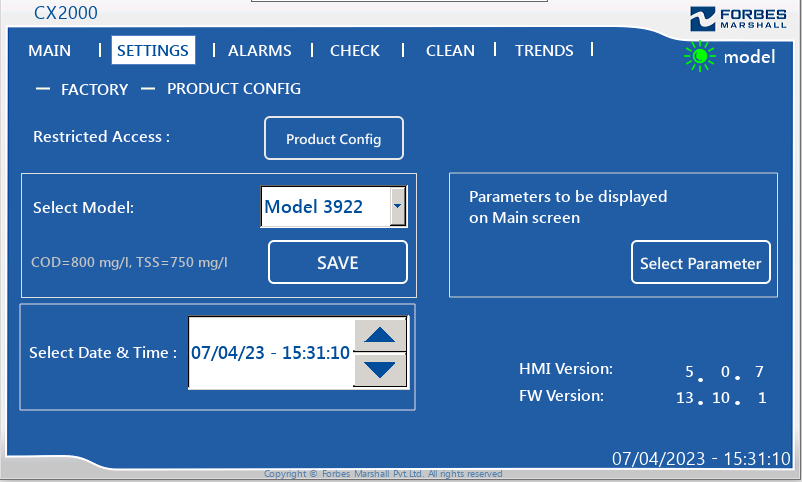 CX2000
FORBES
MARSHALL
MAIN | SETTINGS | ALARMS | CHECK | CLEAN | TRENDS |
model
— FACTORY — PRODUCT CONFIG
Restricted Access : Product Config
Select Model: Model 3922
COD=800 mg/l, TSS=750 mg/l SAVE
Parameters to be displayed
on Main screen
Select Parameter
Select Date & Time : 07/04/23 - 15:31:10
HMI Version: 5 . 0 . 7
FW Version: 13 . 10 . 1
07/04/2023 - 15:31:10
Copyright © Forbes Marshall Pvt.Ltd. All rights reserved